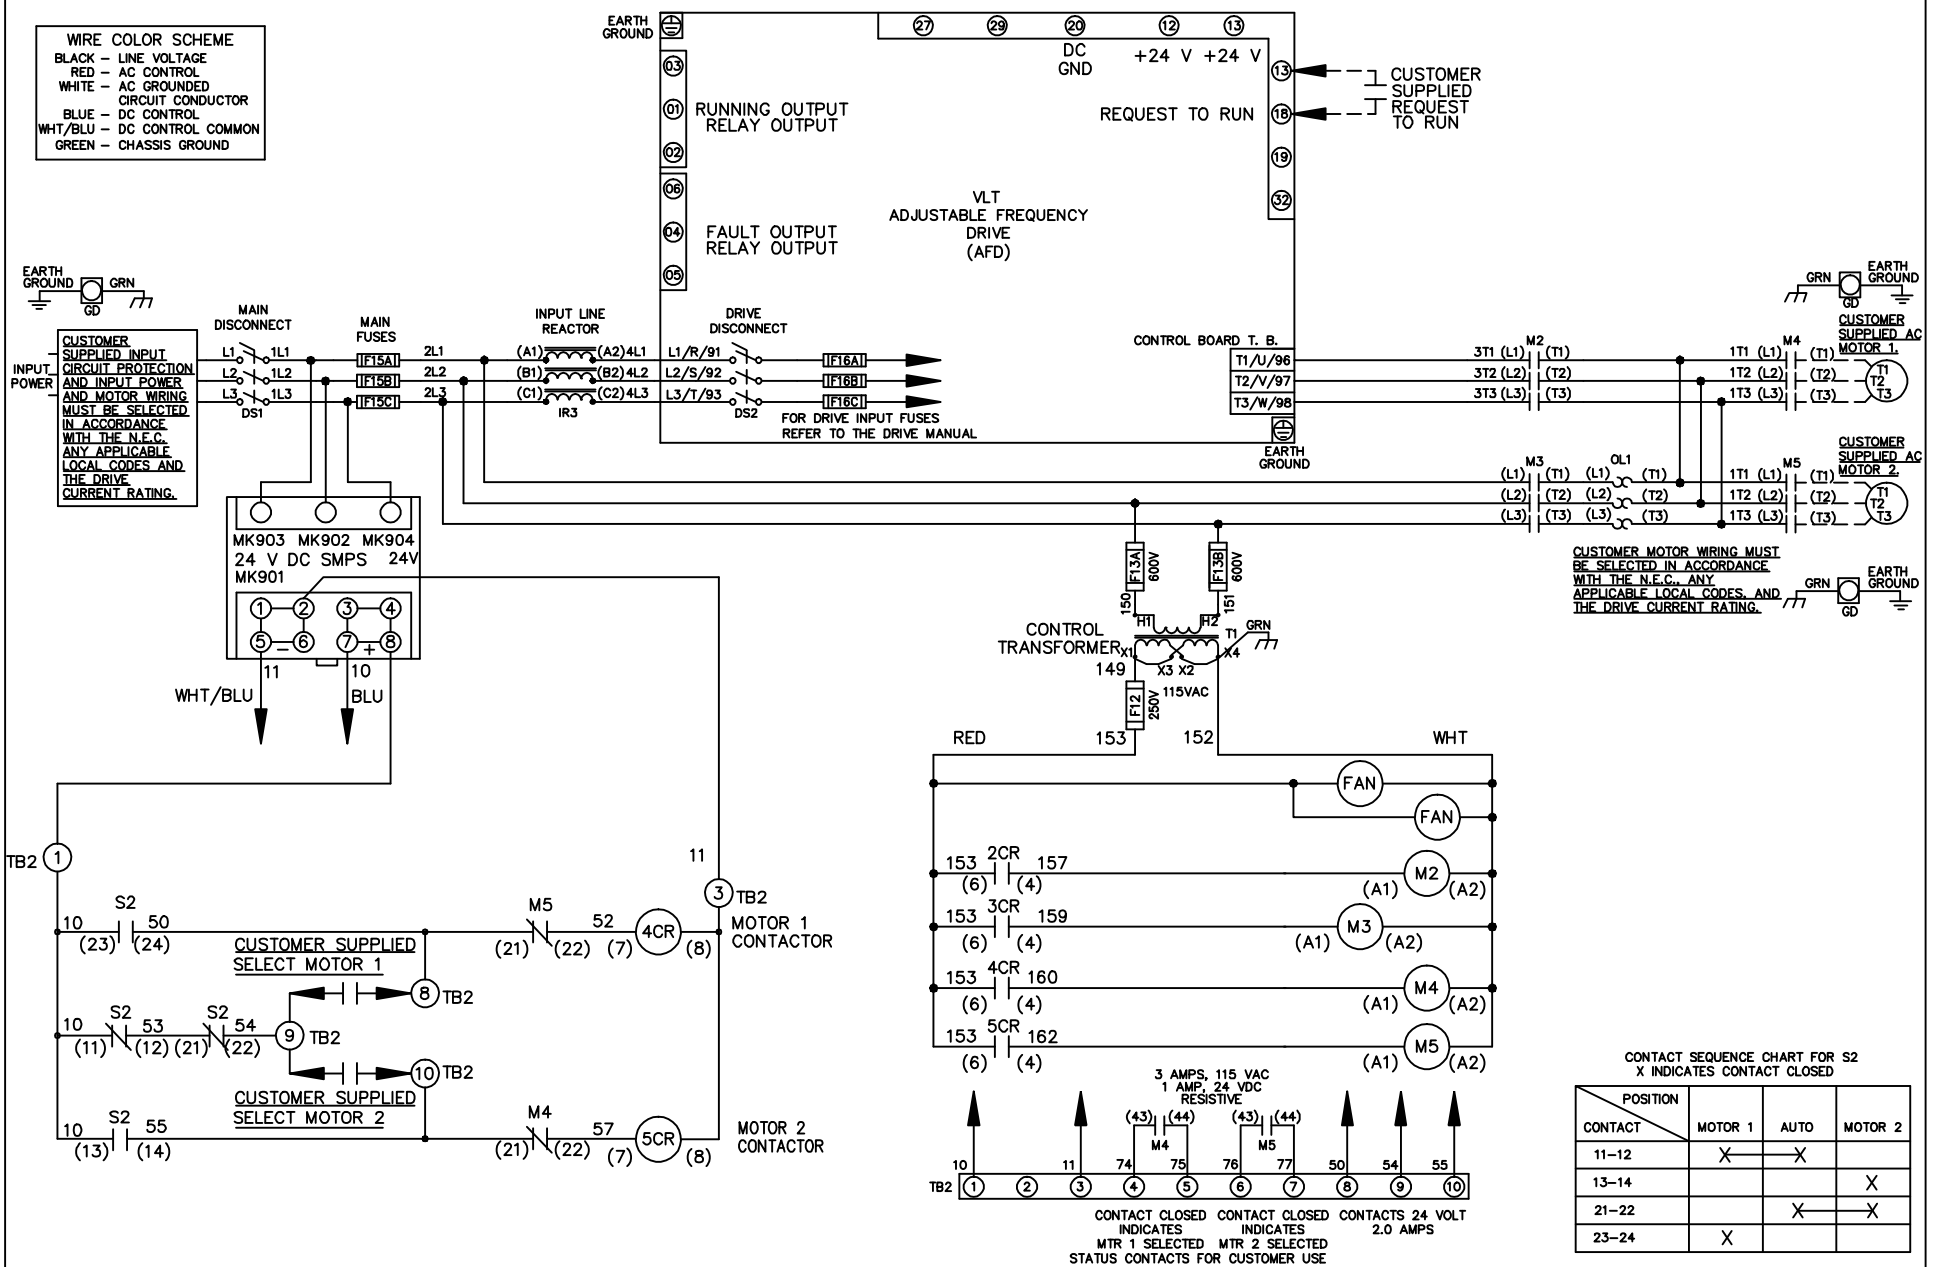 WIRE COLOR SCHEME
BLACK – LINE VOLTAGE
RED – AC CONTROL
WHITE – AC GROUNDED
CIRCUIT CONDUCTOR
BLUE – DC CONTROL
WHT/BLU – DC CONTROL COMMON
GREEN – CHASSIS GROUND
EARTH
GROUND
27 29 20 12 13
DC
GND
+24 V +24 V
03
01
02
RUNNING OUTPUT
RELAY OUTPUT
06
04
05
FAULT OUTPUT
RELAY OUTPUT
13
REQUEST TO RUN 18
19
32
CUSTOMER
SUPPLIED
REQUEST
TO RUN
VLT
ADJUSTABLE FREQUENCY
DRIVE
(AFD)
EARTH
GROUND
GRN
GD
INPUT
POWER
CUSTOMER
SUPPLIED INPUT
CIRCUIT PROTECTION
AND INPUT POWER
AND MOTOR WIRING
MUST BE SELECTED
IN ACCORDANCE
WITH THE N.E.C.
ANY APPLICABLE
LOCAL CODES AND
THE DRIVE
CURRENT RATING.
MAIN
DISCONNECT
MAIN
FUSES
INPUT LINE
REACTOR
DRIVE
DISCONNECT
L1 1L1 F15A 2L1 (A1) (A2) 4L1 L1/R/91 F16A
L2 1L2 F15B 2L2 (B1) (B2) 4L2 L2/S/92 F16B
L3 1L3 F15C 2L3 (C1) (C2) 4L3 L3/T/93 F16C
DS1 IR3 DS2
FOR DRIVE INPUT FUSES
REFER TO THE DRIVE MANUAL
CONTROL BOARD T. B.
T1/U/96
T2/V/97
T3/W/98
EARTH
GROUND
M2
3T1 (L1) (T1)
3T2 (L2) (T2)
3T3 (L3) (T3)
M4
1T1 (L1) (T1)
1T2 (L2) (T2)
1T3 (L3) (T3)
T1
T2
T3
GRN
GD
EARTH
GROUND
CUSTOMER
SUPPLIED AC
MOTOR 1.
M3 OL1
(L1) (T1) (L1) (T1)
(L2) (T2) (L2) (T2)
(L3) (T3) (L3) (T3)
M5
1T1 (L1) (T1)
1T2 (L2) (T2)
1T3 (L3) (T3)
T1
T2
T3
CUSTOMER
SUPPLIED AC
MOTOR 2.
CUSTOMER MOTOR WIRING MUST
BE SELECTED IN ACCORDANCE
WITH THE N.E.C., ANY
APPLICABLE LOCAL CODES, AND
THE DRIVE CURRENT RATING.
GRN
GD
EARTH
GROUND
MK903 MK902 MK904
24 V DC SMPS 24V
MK901
1 2 3 4
5 – 6 7 + 8
11 10
WHT/BLU BLU
F13A 600V
F13B 600V
150 151
H1 H2
CONTROL
TRANSFORMER
T1 GRN
X1 X3 X2 X4
149
115VAC
F12 250V
153 152
RED WHT
FAN
FAN
153 2CR 157 M2
(6) (4) (A1) (A2)
153 3CR 159 M3
(6) (4) (A1) (A2)
153 4CR 160 M4
(6) (4) (A1) (A2)
153 5CR 162 M5
(6) (4) (A1) (A2)
TB2 1
11
3 TB2
10 S2 50 M5 52 4CR
(23) (24) (21) (22) (7) (8)
MOTOR 1
CONTACTOR
CUSTOMER SUPPLIED
SELECT MOTOR 1
8 TB2
10 S2 53 S2 54 9 TB2
(11) (12) (21) (22)
10 TB2
CUSTOMER SUPPLIED
SELECT MOTOR 2
10 S2 55 M4 57 5CR
(13) (14) (21) (22) (7) (8)
MOTOR 2
CONTACTOR
3 AMPS, 115 VAC
1 AMP, 24 VDC
RESISTIVE
(43) (44) (43) (44)
M4 M5
10 11 74 75 76 77 50 54 55
TB2 1 2 3 4 5 6 7 8 9 10
CONTACT CLOSED
INDICATES
MTR 1 SELECTED
CONTACT CLOSED
INDICATES
MTR 2 SELECTED
STATUS CONTACTS FOR CUSTOMER USE
CONTACTS 24 VOLT
2.0 AMPS
CONTACT SEQUENCE CHART FOR S2
X INDICATES CONTACT CLOSED
POSITION
CONTACT MOTOR 1 AUTO MOTOR 2
11–12 X X
13–14 X
21–22 X X
23–24 X